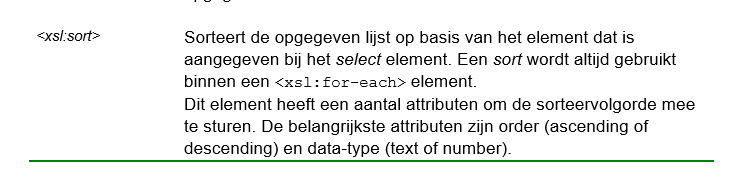 <xsl:sort>
Sorteert de opgegeven lijst op basis van het element dat is
aangegeven bij het select element. Een sort wordt altijd gebruikt
binnen een <xsl:for-each> element.
Dit element heeft een aantal attributen om de sorteervolgorde mee
te sturen. De belangrijkste attributen zijn order (ascending of
descending) en data-type (text of number).